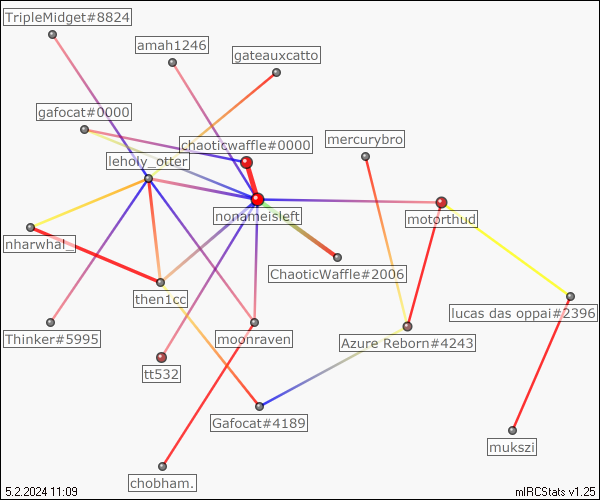 TripleMidget#8824
amah1246
gateauxcatto
gafocat#0000
chaoticwaffle#0000
mercurybro
leholy_otter
nonameisleft
motorthud
nharwhal_
ChaoticWaffle#2006
then1cc
lucas das oppai#2396
Thinker#5995
moonraven
Azure Reborn#4243
tt532
Gafocat#4189
mukszi
chobham.
5.2.2024 11:09
mIRCStats v1.25